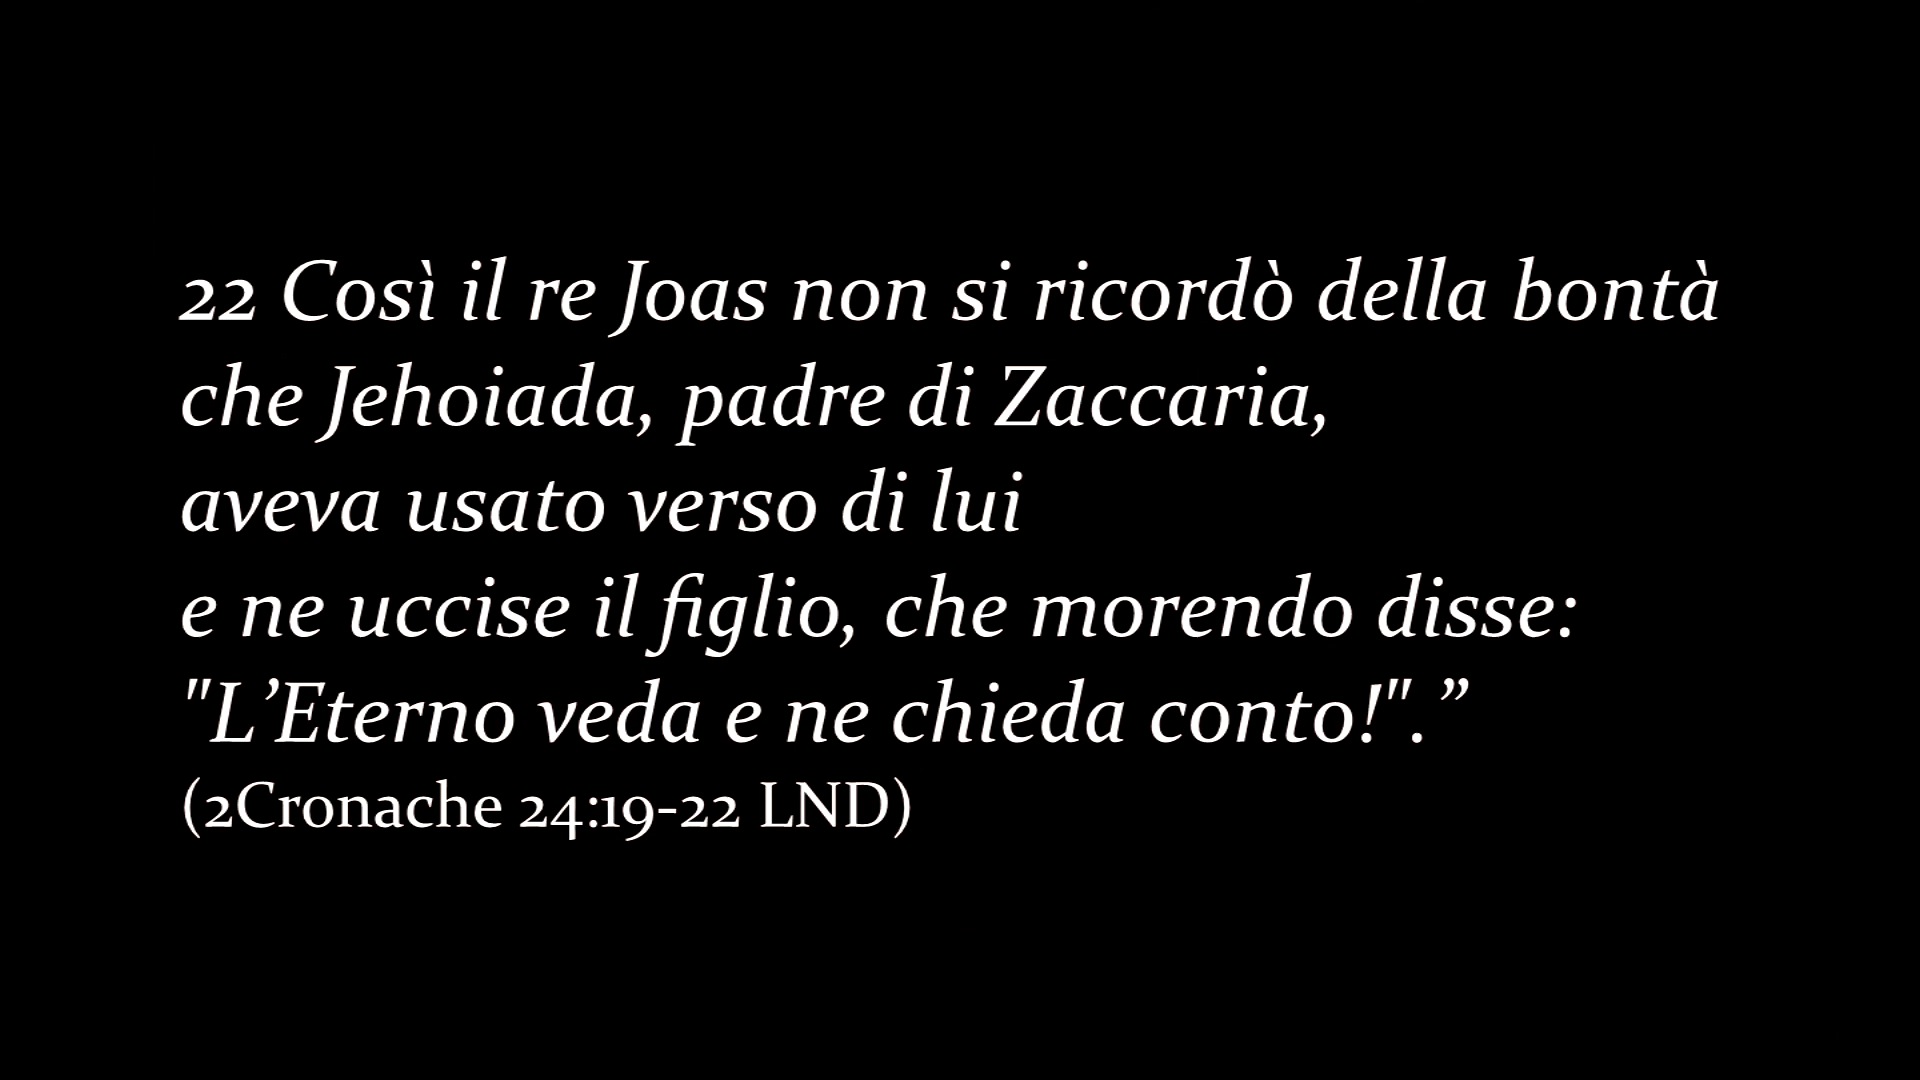 22 Così il re Joas non si ricordò della bontà
che Jehoiada, padre di Zaccaria,
aveva usato verso di lui
e ne uccise il figlio, che morendo disse:
"L’Eterno veda e ne chieda conto!".”
(2Cronache 24:19-22 LND)